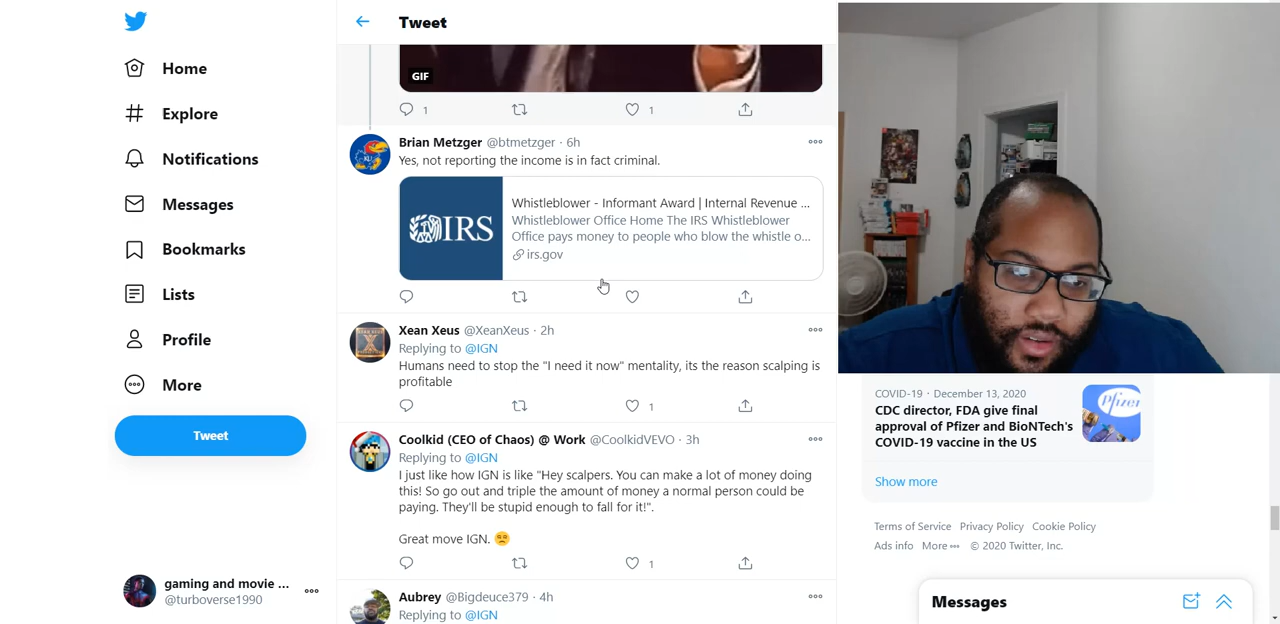 Tweet
Home
Explore
Notifications
Messages
Bookmarks
Lists
Profile
More
Tweet
gaming and movie ...
@turboverse1990
GIF
1
1
Brian Metzger @btmetzger · 6h
Yes, not reporting the income is in fact criminal.
IRS
Whistleblower - Informant Award | Internal Revenue ...
Whistleblower Office Home The IRS Whistleblower
Office pays money to people who blow the whistle o...
irs.gov
Xean Xeus @XeanXeus · 2h
Replying to @IGN
Humans need to stop the "I need it now" mentality, its the reason scalping is
profitable
1
Coolkid (CEO of Chaos) @ Work @CoolkidVEVO · 3h
Replying to @IGN
I just like how IGN is like "Hey scalpers. You can make a lot of money doing
this! So go out and triple the amount of money a normal person could be
paying. They'll be stupid enough to fall for it!".
Great move IGN.
1
Aubrey @Bigdeuce379 · 4h
Replying to @IGN
COVID-19 · December 13, 2020
CDC director, FDA give final
approval of Pfizer and BioNTech's
COVID-19 vaccine in the US
Pfizer
Show more
Terms of Service Privacy Policy Cookie Policy
Ads info More © 2020 Twitter, Inc.
Messages